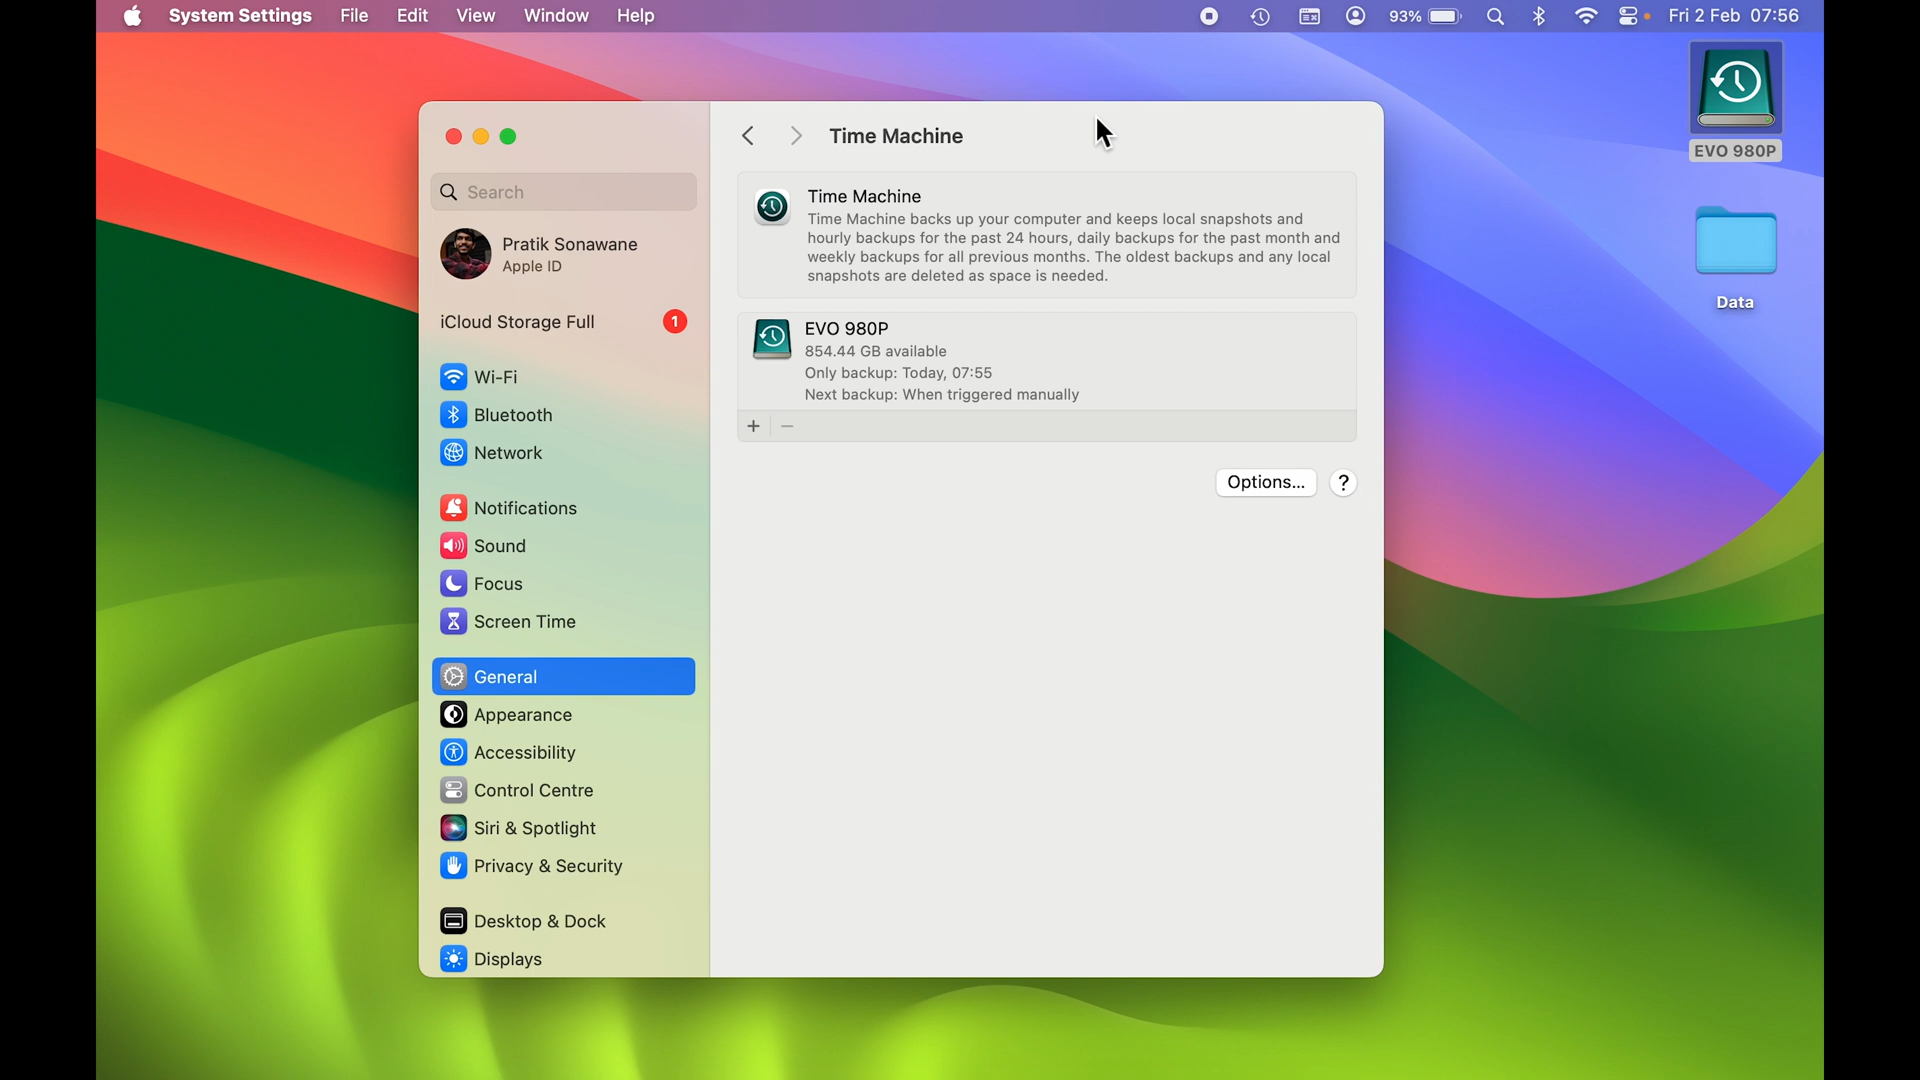 System Settings File Edit View Window Help 93% Fri 2 Feb 07:56
EVO 980P
Data
Search
Pratik Sonawane
Apple ID
iCloud Storage Full 1
Wi-Fi
Bluetooth
Network
Notifications
Sound
Focus
Screen Time
General
Appearance
Accessibility
Control Centre
Siri & Spotlight
Privacy & Security
Desktop & Dock
Displays
Time Machine
Time Machine
Time Machine backs up your computer and keeps local snapshots and
hourly backups for the past 24 hours, daily backups for the past month and
weekly backups for all previous months. The oldest backups and any local
snapshots are deleted as space is needed.
EVO 980P
854.44 GB available
Only backup: Today, 07:55
Next backup: When triggered manually
+ −
Options... ?